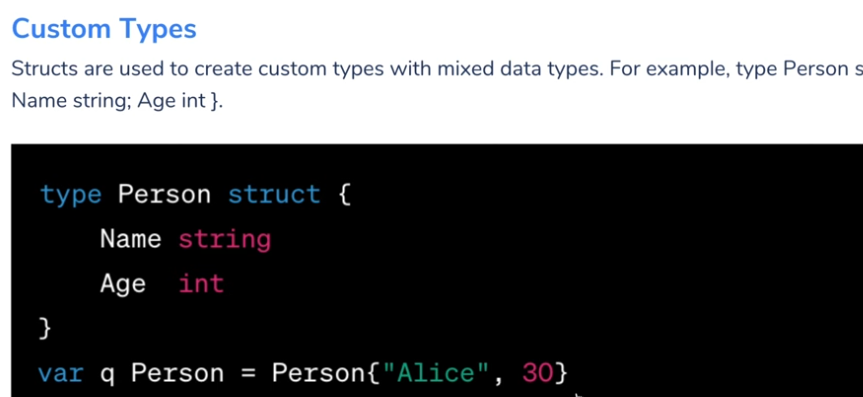 Custom Types
Structs are used to create custom types with mixed data types. For example, type Person s
Name string; Age int }.
type Person struct {
    Name string
    Age  int
}
var q Person = Person{"Alice", 30}